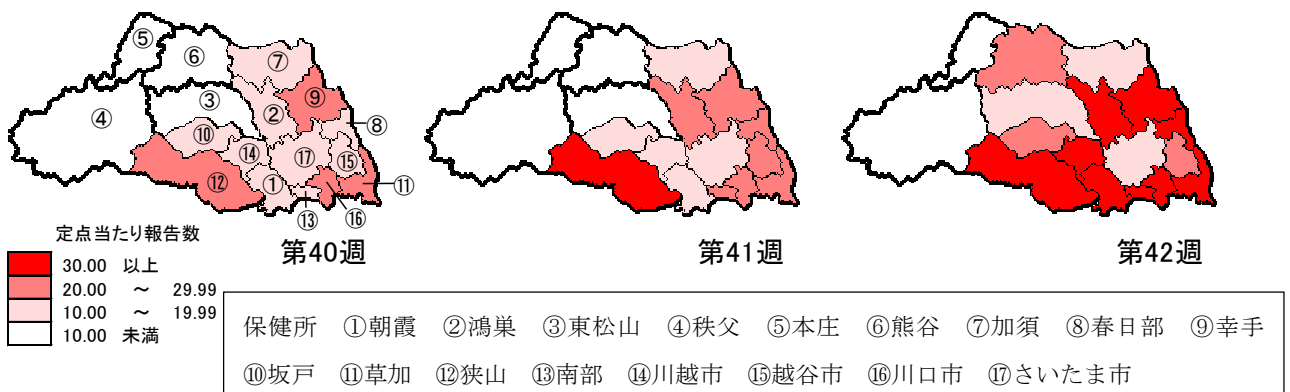 ⑤
⑥
⑦
④
③
②
⑨
⑧
⑩
⑭
⑰
⑮
⑫
①
⑪
⑬
⑯
第40週
第41週
第42週
定点当たり報告数
30.00 以上
20.00 ～ 29.99
10.00 ～ 19.99
10.00 未満
保健所 ①朝霞 ②鴻巣 ③東松山 ④秩父 ⑤本庄 ⑥熊谷 ⑦加須 ⑧春日部 ⑨幸手
⑩坂戸 ⑪草加 ⑫狭山 ⑬南部 ⑭川越市 ⑮越谷市 ⑯川口市 ⑰さいたま市